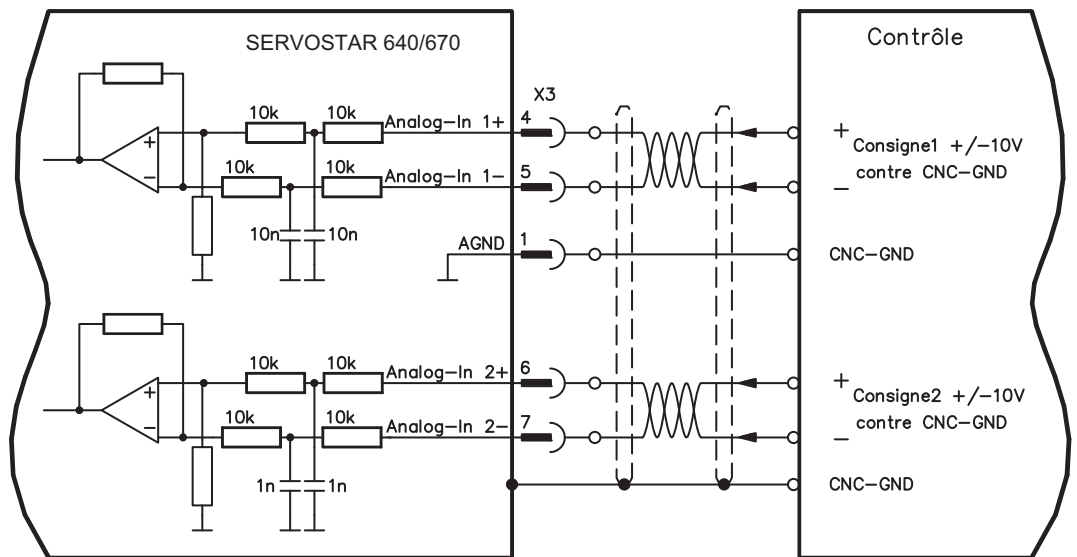 SERVOSTAR 640/670
Contrôle
X3
10k
10k
Analog-In 1+
4
+
Consigne1 +/-10V
contre CNC-GND
+
−
10k
10k
Analog-In 1-
5
−
10n
10n
AGND
1
CNC-GND
10k
10k
Analog-In 2+
6
+
Consigne2 +/-10V
contre CNC-GND
+
−
10k
10k
Analog-In 2-
7
−
1n
1n
CNC-GND